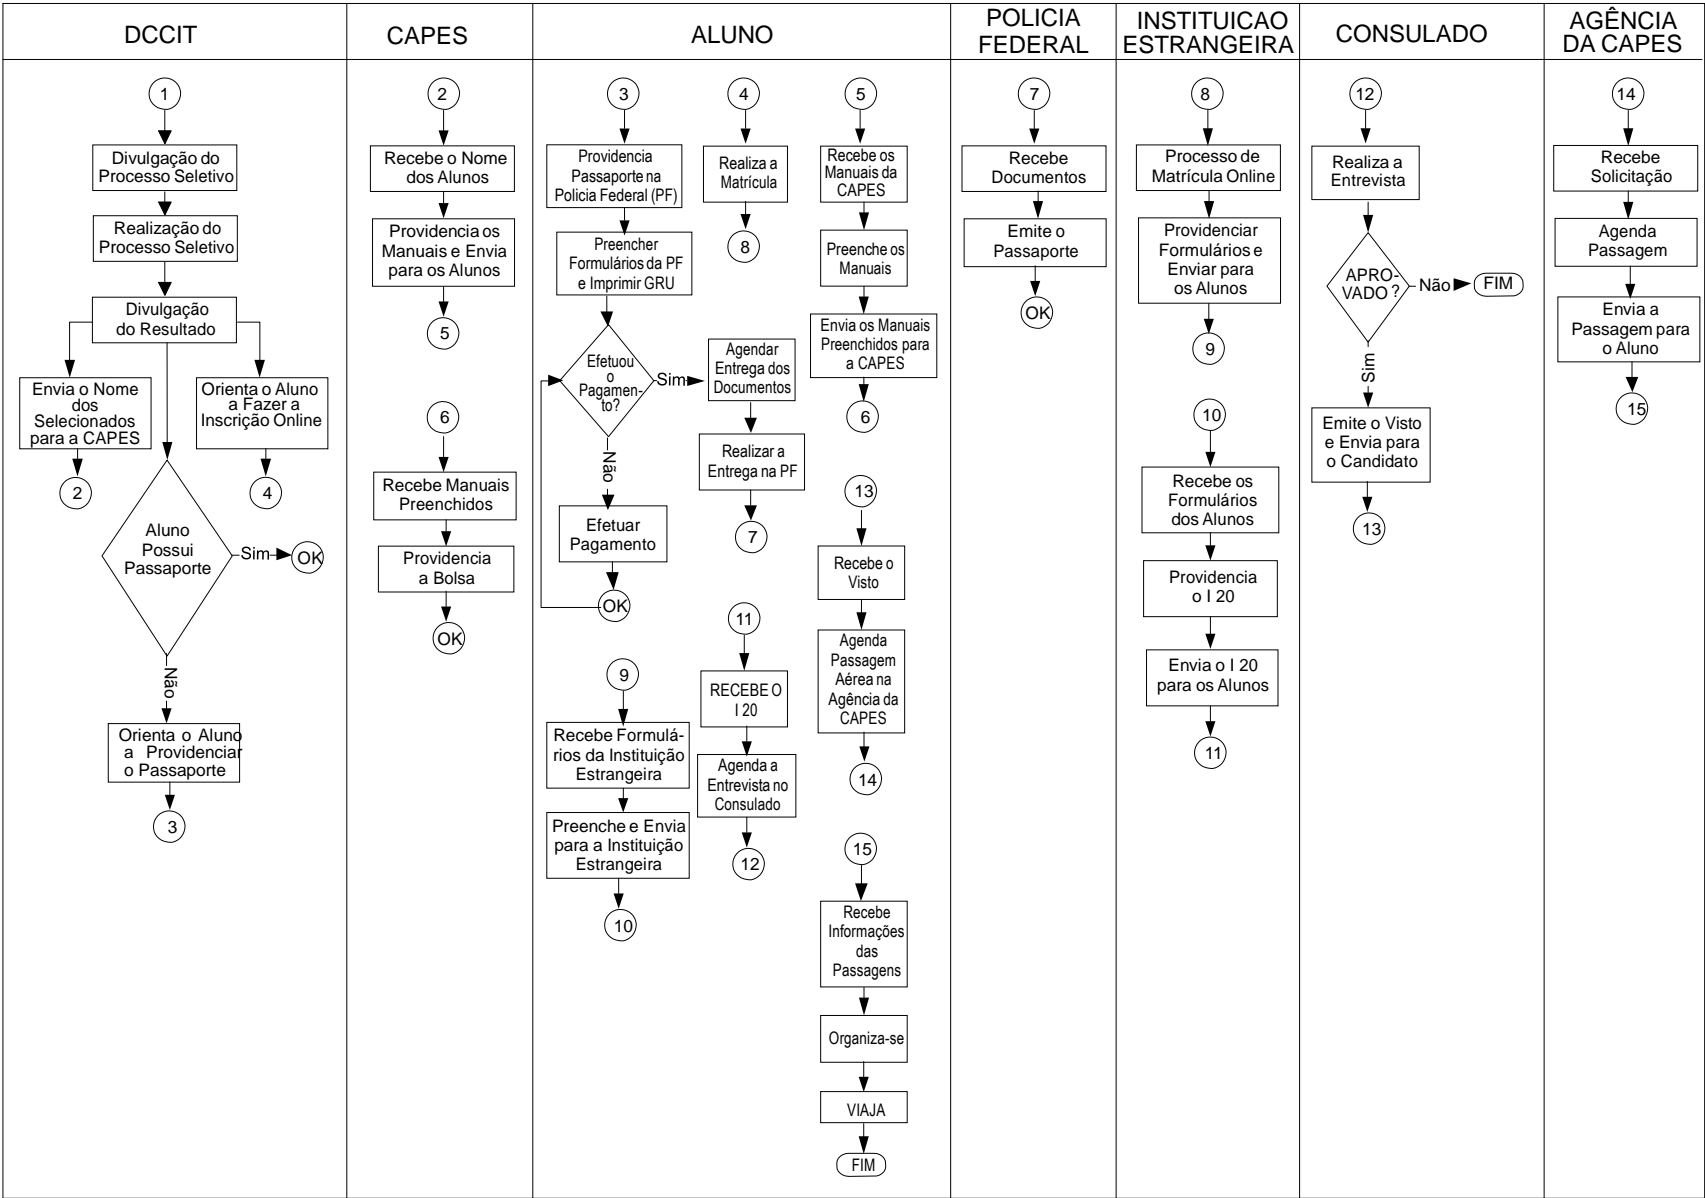 DCCIT
CAPES
ALUNO
POLICIA
FEDERAL
INSTITUICAO
ESTRANGEIRA
CONSULADO
AGÊNCIA
DA CAPES
1
Divulgação do
Processo Seletivo
Realização do
Processo Seletivo
Divulgação
do Resultado
Envia o Nome
dos
Selecionados
para a CAPES
2
Orienta o Aluno
a Fazer a
Inscrição Online
4
Aluno
Possui
Passaporte
Sim
OK
Não
Orienta o Aluno
a Providenciar
o Passaporte
3
2
Recebe o Nome
dos Alunos
Providencia os
Manuais e Envia
para os Alunos
5
6
Recebe Manuais
Preenchidos
Providencia
a Bolsa
OK
3
Providencia
Passaporte na
Policia Federal (PF)
Preencher
Formulários da PF
e Imprimir GRU
Efetuou
o
Pagamen-
to?
Sim
Não
Efetuar
Pagamento
OK
Agendar
Entrega dos
Documentos
Realizar a
Entrega na PF
7
4
Realiza a
Matrícula
8
5
Recebe os
Manuais da
CAPES
Preenche os
Manuais
Envia os Manuais
Preenchidos para
a CAPES
6
9
Recebe Formulá-
rios da Instituição
Estrangeira
Preenche e Envia
para a Instituição
Estrangeira
10
11
RECEBE O
I 20
Agenda a
Entrevista no
Consulado
12
13
Recebe o
Visto
Agenda
Passagem
Aérea na
Agência da
CAPES
14
15
Recebe
Informações
das
Passagens
Organiza-se
VIAJA
FIM
7
Recebe
Documentos
Emite o
Passaporte
OK
8
Processo de
Matrícula Online
Providenciar
Formulários e
Enviar para
os Alunos
9
10
Recebe os
Formulários
dos Alunos
Providencia
o I 20
Envia o I 20
para os Alunos
11
12
Realiza a
Entrevista
APRO-
VADO ?
Não
FIM
Sim
Emite o Visto
e Envia para
o Candidato
13
14
Recebe
Solicitação
Agenda
Passagem
Envia a
Passagem para
o Aluno
15